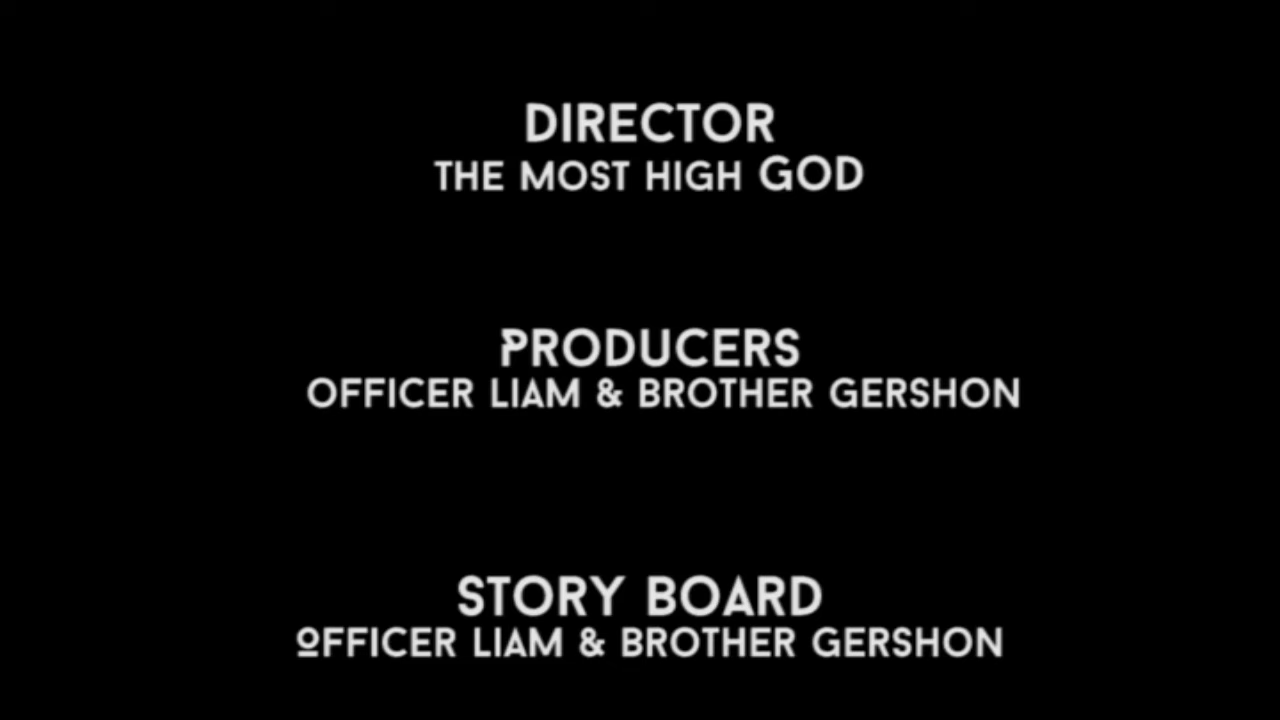 DIRECTOR
THE MOST HIGH GOD
PRODUCERS
OFFICER LIAM & BROTHER GERSHON
STORY BOARD
OFFICER LIAM & BROTHER GERSHON